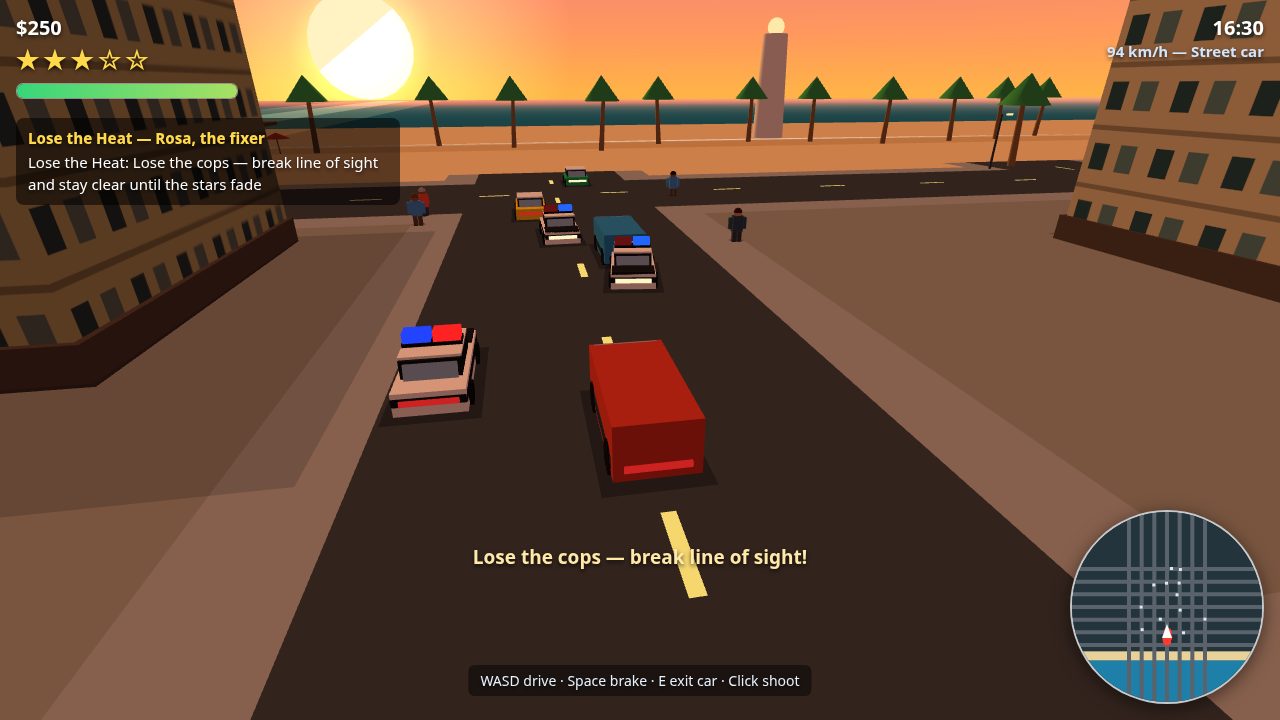 $250
★★★☆☆
16:30
94 km/h — Street car
Lose the Heat — Rosa, the fixer
Lose the Heat: Lose the cops — break line of sight
and stay clear until the stars fade
Lose the cops — break line of sight!
WASD drive · Space brake · E exit car · Click shoot